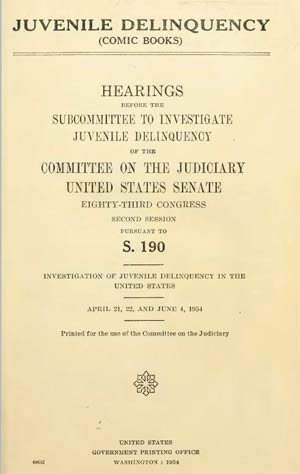 JUVENILE DELINQUENCY
(COMIC BOOKS)
HEARINGS
BEFORE THE
SUBCOMMITTEE TO INVESTIGATE
JUVENILE DELINQUENCY
OF THE
COMMITTEE ON THE JUDICIARY
UNITED STATES SENATE
EIGHTY-THIRD CONGRESS
SECOND SESSION
PURSUANT TO
S. 190
INVESTIGATION OF JUVENILE DELINQUENCY IN THE
UNITED STATES
APRIL 21, 22, AND JUNE 4, 1954
Printed for the use of the Committee on the Judiciary
UNITED STATES
GOVERNMENT PRINTING OFFICE
49632 WASHINGTON : 1954